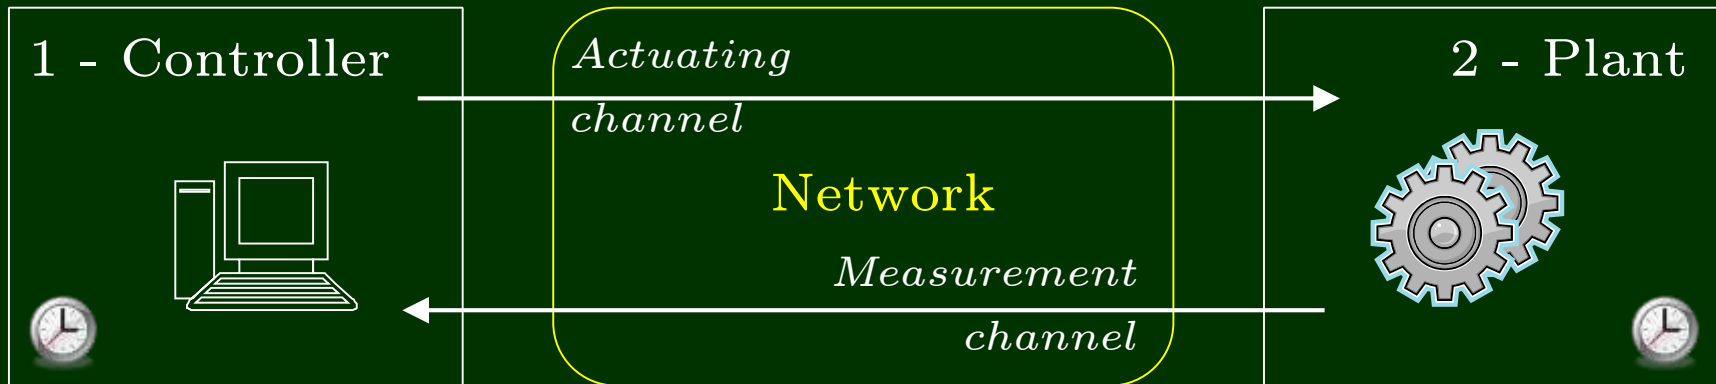 1 - Controller
Actuating
channel
2 - Plant
Network
Measurement
channel